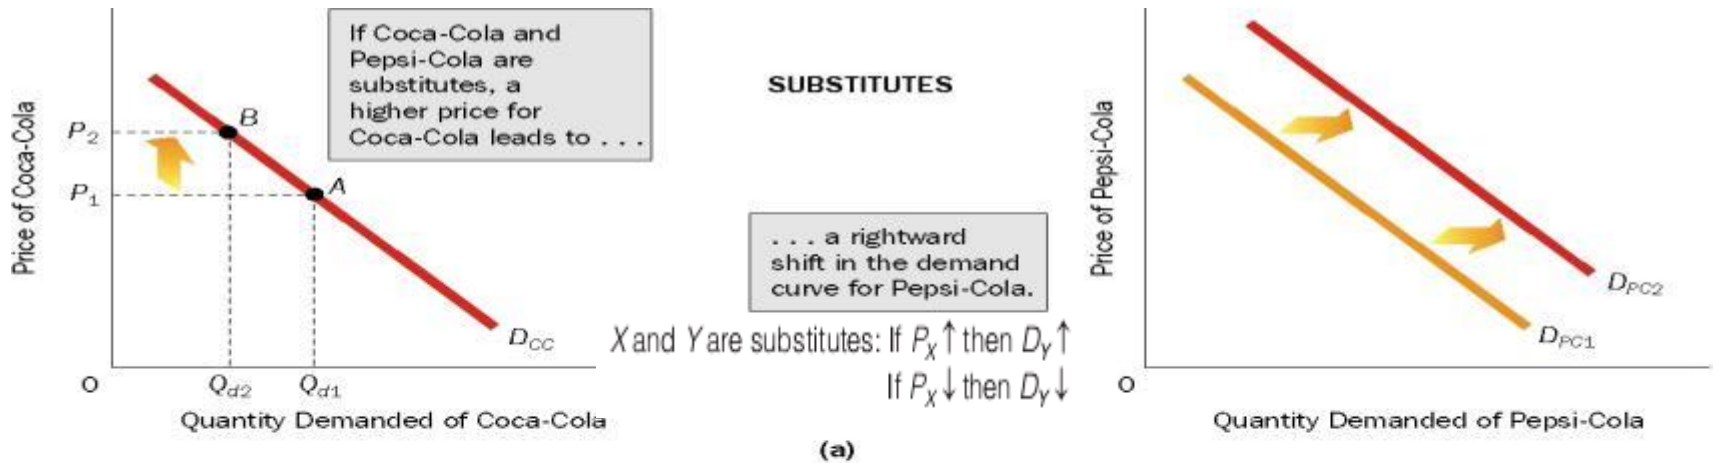 If Coca-Cola and
Pepsi-Cola are
substitutes, a
higher price for
Coca-Cola leads to . . .
Price of Coca-Cola
P2
P1
B
A
DCC
O
Qd2
Qd1
Quantity Demanded of Coca-Cola
SUBSTITUTES
. . . a rightward
shift in the demand
curve for Pepsi-Cola.
X and Y are substitutes: If PX↑ then DY↑
If PX↓ then DY↓
(a)
Price of Pepsi-Cola
DPC2
DPC1
O
Quantity Demanded of Pepsi-Cola